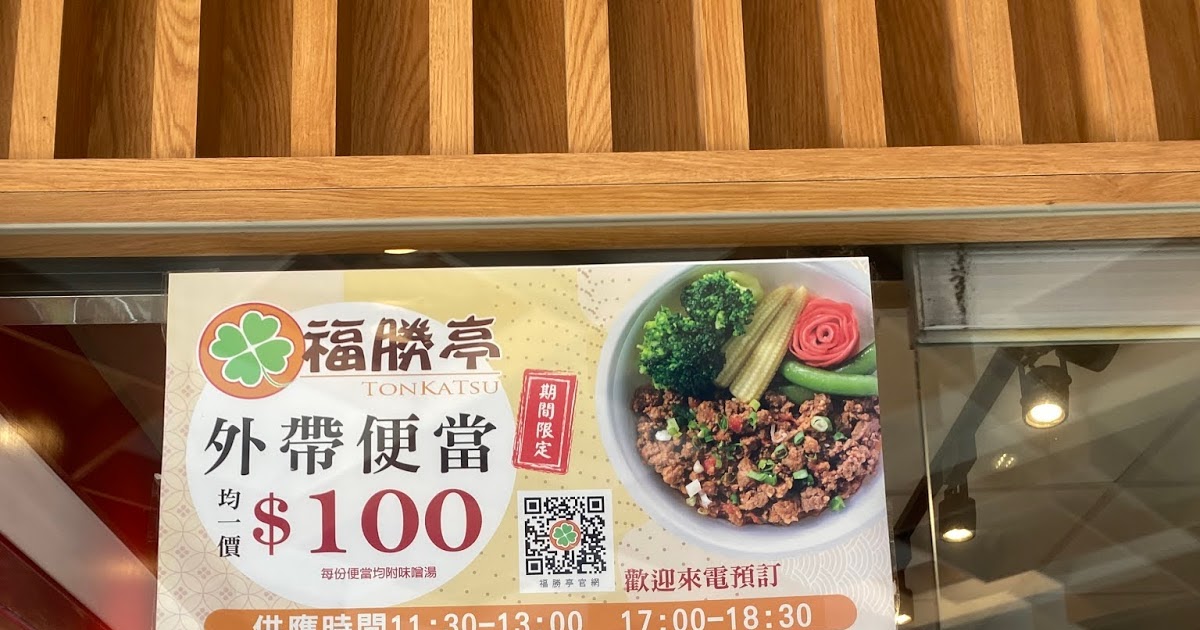 福勝亭
TONKATSU
外帶便當
期間限定
均一價
$100
每份便當均附味噌湯
福勝亭官網
歡迎來電預訂
供應時間11:30-13:00 17:00-18:30